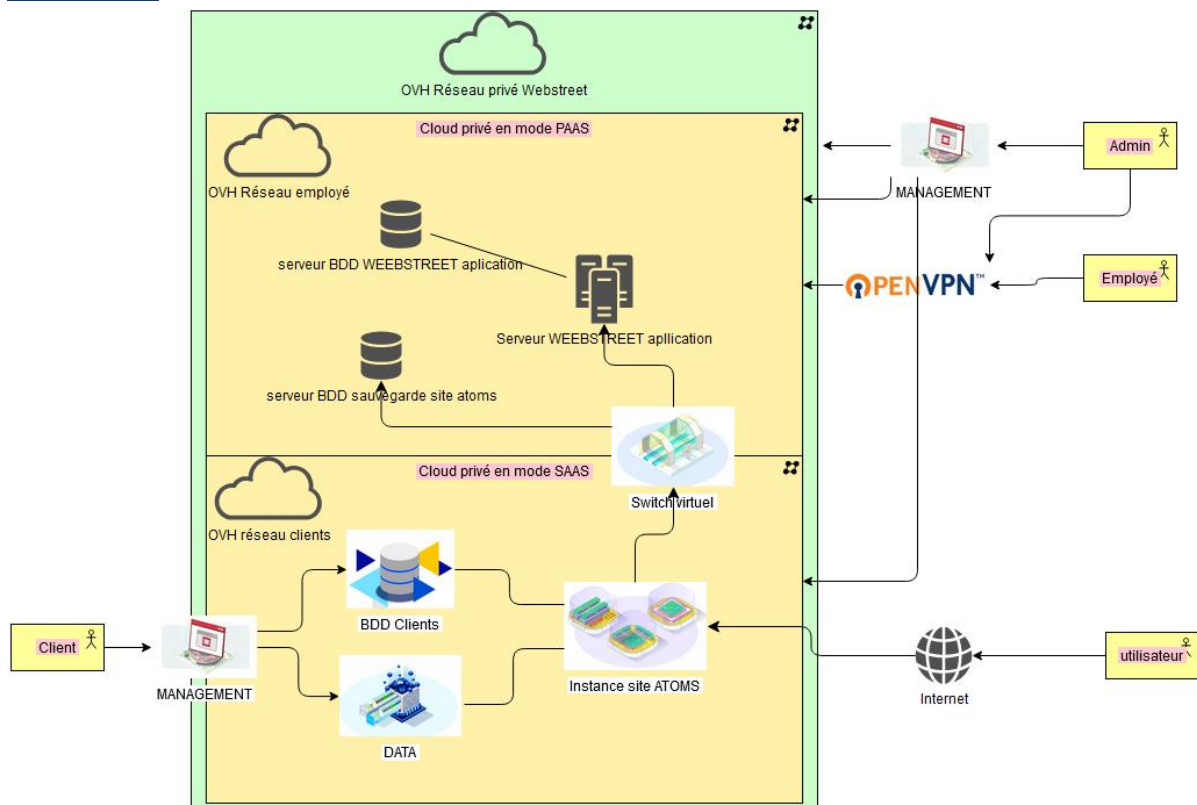 OVH Réseau privé Webstreet
Cloud privé en mode PAAS
OVH Réseau employé
serveur BDD WEEBSTREET aplication
Serveur WEEBSTREET apllication
serveur BDD sauvegarde site atoms
Cloud privé en mode SAAS
Switch virtuel
OVH réseau clients
BDD Clients
DATA
Instance site ATOMS
Client
MANAGEMENT
MANAGEMENT
Admin
OPENVPN™
Employé
Internet
utilisateur